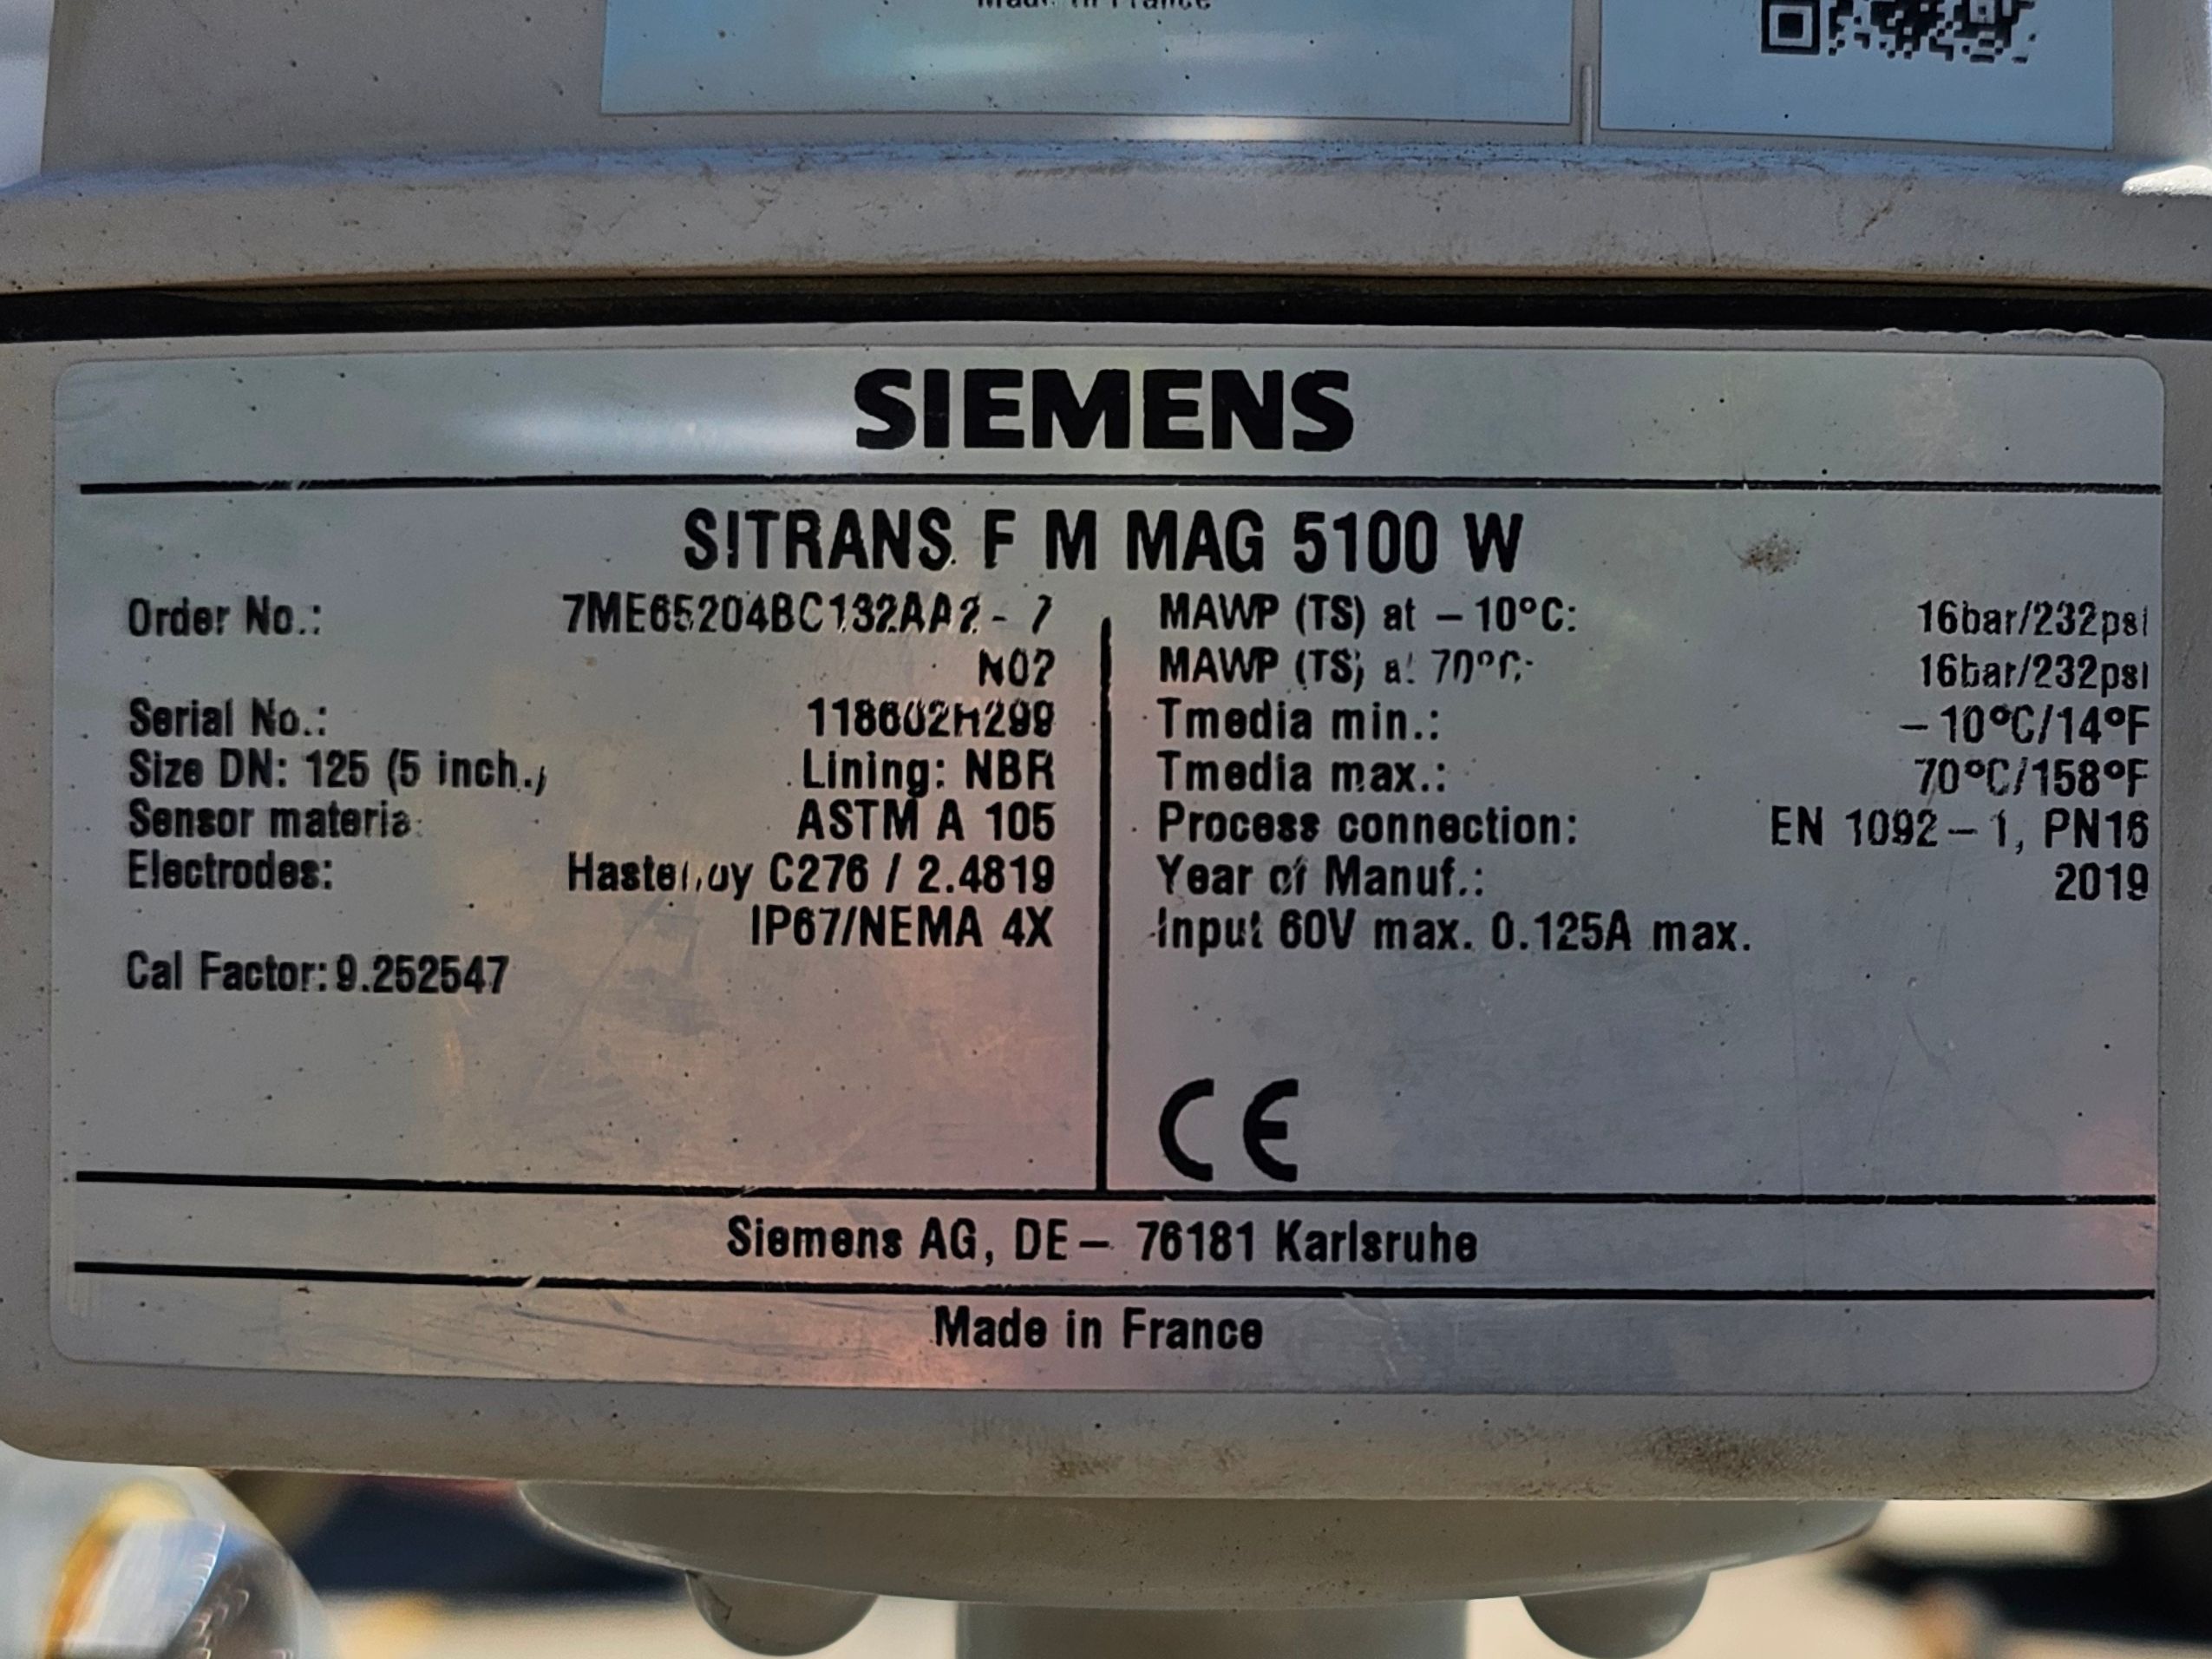 Made in France
SIEMENS
SITRANS F M MAG 5100 W
Order No.: 7ME65204BC132AA2-
N02
Serial No.: 118602H299
Size DN: 125 (5 inch.) Lining: NBR
Sensor material: ASTM A 105
Electrodes: Hastelloy C276 / 2.4819
IP67/NEMA 4X
Cal Factor: 9.252547
MAWP (TS) at –10°C: 16bar/232psi
MAWP (TS) at 70°C: 16bar/232psi
Tmedia min.: –10°C/14°F
Tmedia max.: 70°C/158°F
Process connection: EN 1092–1, PN16
Year of Manuf.: 2019
Input 60V max. 0.125A max.
CE
Siemens AG, DE– 76181 Karlsruhe
Made in France